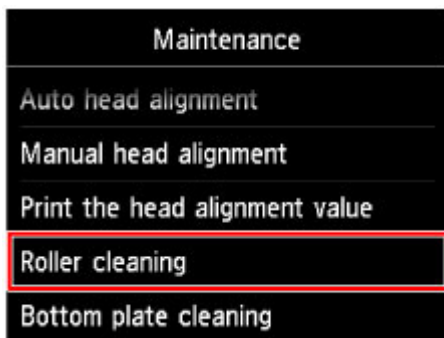 Maintenance
Auto head alignment
Manual head alignment
Print the head alignment value
Roller cleaning
Bottom plate cleaning